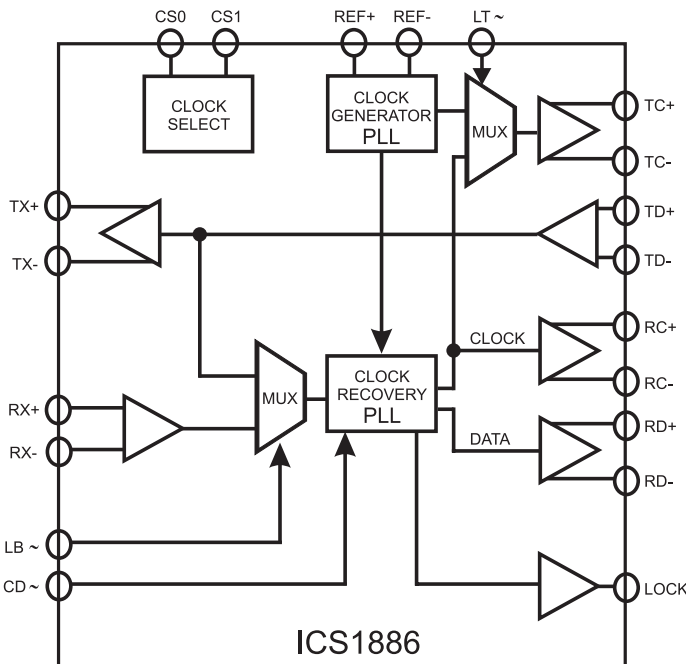 CS0 CS1 REF+ REF- LT ~
CLOCK
SELECT
CLOCK
GENERATOR
PLL
MUX
TC+
TC-
TX+
TX-
TD+
TD-
CLOCK
RECOVERY
PLL
MUX
CLOCK
DATA
RC+
RC-
RX+
RX-
RD+
RD-
LB ~
CD ~
LOCK
ICS1886